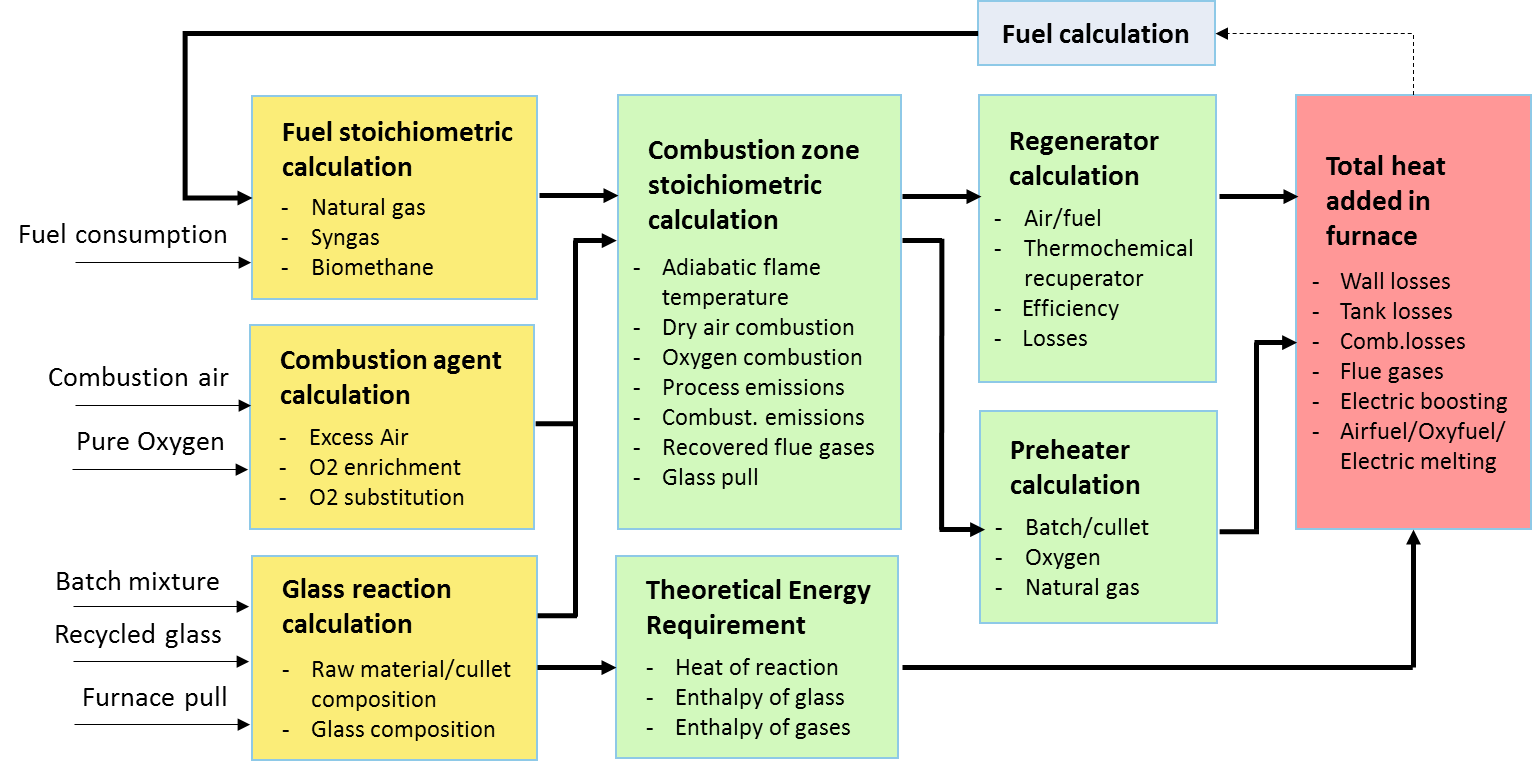 Fuel calculation
Fuel stoichiometric
calculation
- Natural gas
- Syngas
- Biomethane
Fuel consumption
Combustion agent
calculation
- Excess Air
- O2 enrichment
- O2 substitution
Combustion air
Pure Oxygen
Glass reaction
calculation
- Raw material/cullet
composition
- Glass composition
Batch mixture
Recycled glass
Furnace pull
Combustion zone
stoichiometric
calculation
- Adiabatic flame
temperature
- Dry air combustion
- Oxygen combustion
- Process emissions
- Combust. emissions
- Recovered flue gases
- Glass pull
Theoretical Energy
Requirement
- Heat of reaction
- Enthalpy of glass
- Enthalpy of gases
Regenerator
calculation
- Air/fuel
- Thermochemical
recuperator
- Efficiency
- Losses
Preheater
calculation
- Batch/cullet
- Oxygen
- Natural gas
Total heat
added in
furnace
- Wall losses
- Tank losses
- Comb.losses
- Flue gases
- Electric boosting
- Airfuel/Oxyfuel/
Electric melting